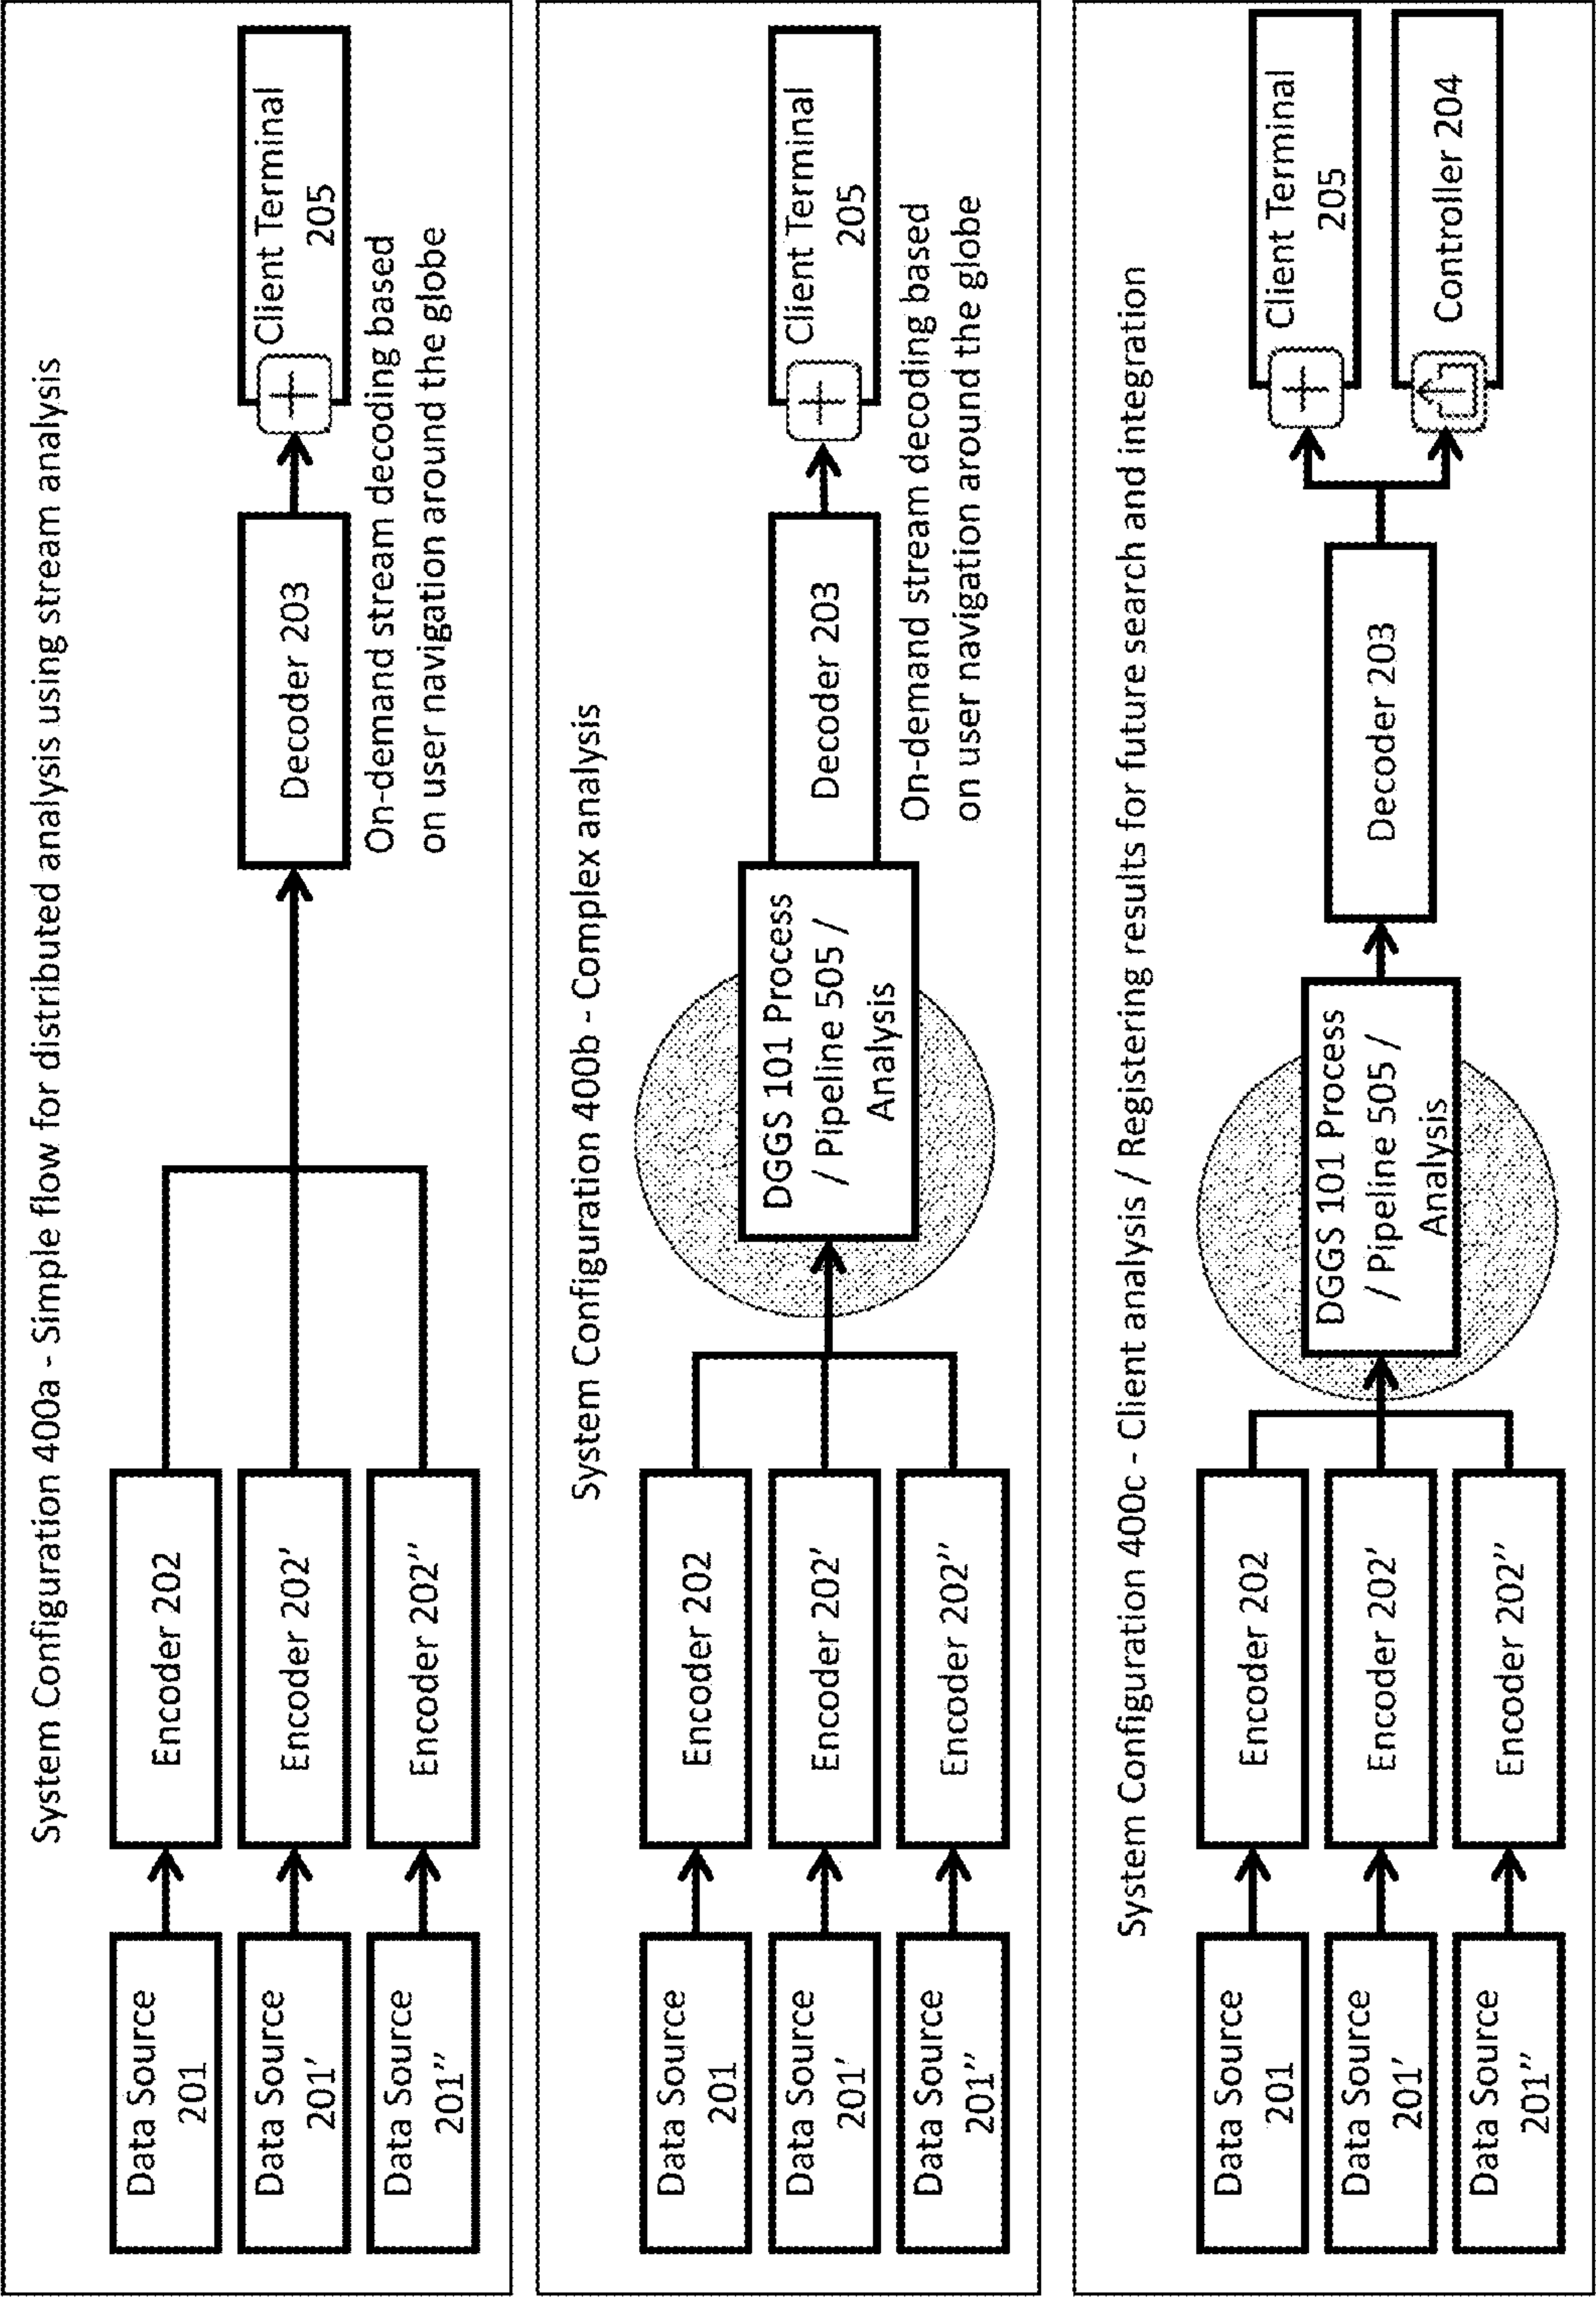 System Configuration 400a - Simple flow for distributed analysis using stream analysis
Data Source
201
Encoder 202
Data Source
201′
Encoder 202′
Data Source
201″
Encoder 202″
Decoder 203
On-demand stream decoding based
on user navigation around the globe
Client Terminal
205
System Configuration 400b - Complex analysis
Data Source
201
Encoder 202
Data Source
201′
Encoder 202′
Data Source
201″
Encoder 202″
DGGS 101 Process
/ Pipeline 505 /
Analysis
Decoder 203
On-demand stream decoding based
on user navigation around the globe
Client Terminal
205
System Configuration 400c - Client analysis / Registering results for future search and integration
Data Source
201
Encoder 202
Data Source
201′
Encoder 202′
Data Source
201″
Encoder 202″
DGGS 101 Process
/ Pipeline 505 /
Analysis
Decoder 203
Client Terminal
205
Controller 204